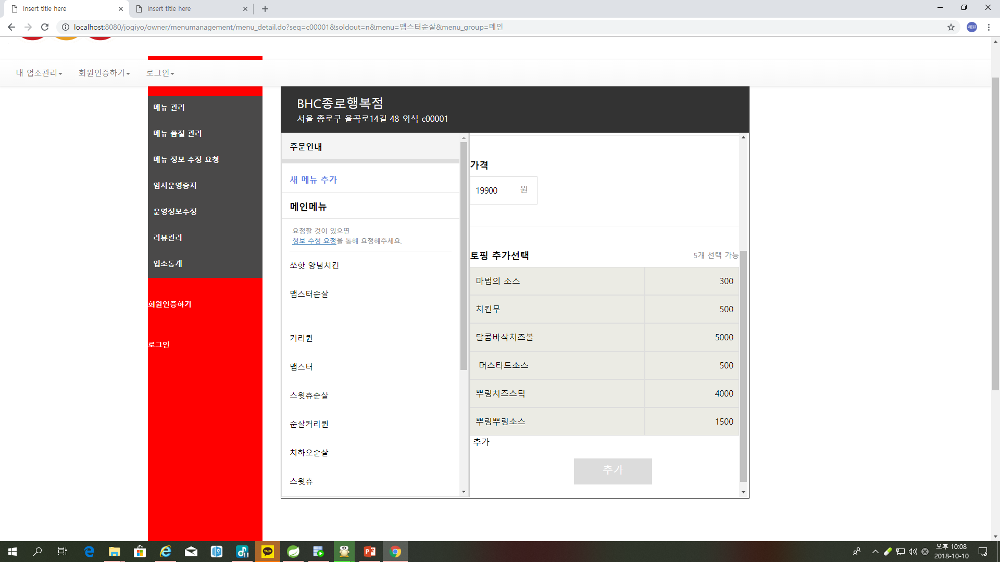 Insert title here
Insert title here
localhost:8080/jogiyo/owner/menumanagement/menu_detail.do?seq=c00001&soldout=n&menu=맵스터순살&menu_group=메인
혜원
내 업소관리
회원인증하기
로그인
메뉴 관리
메뉴 품절 관리
메뉴 정보 수정 요청
임시운영중지
운영정보수정
리뷰관리
업소통계
회원인증하기
로그인
BHC종로행복점
서울 종로구 율곡로14길 48 외식 c00001
주문안내
새 메뉴 추가
메인메뉴
요청할 것이 있으면
정보 수정 요청을 통해 요청해주세요.
쏘핫 양념치킨
맵스터순살
커리퀸
맵스터
스윗츄순살
순살커리퀸
치하오순살
스윗츄
가격
19900 원
토핑 추가선택 5개 선택 가능
마법의 소스 300
치킨무 500
달콤바삭치즈볼 5000
머스타드소스 500
뿌링치즈스틱 4000
뿌링뿌링소스 1500
추가
추가
TALK
오후 10:08
2018-10-10